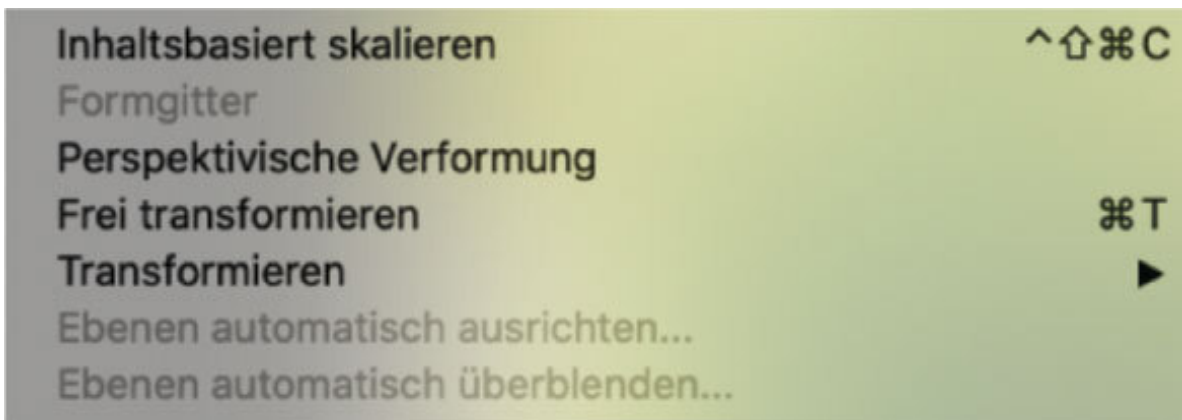 Inhaltsbasiert skalieren ^⇧⌘C
Formgitter
Perspektivische Verformung
Frei transformieren ⌘T
Transformieren ▶
Ebenen automatisch ausrichten...
Ebenen automatisch überblenden...